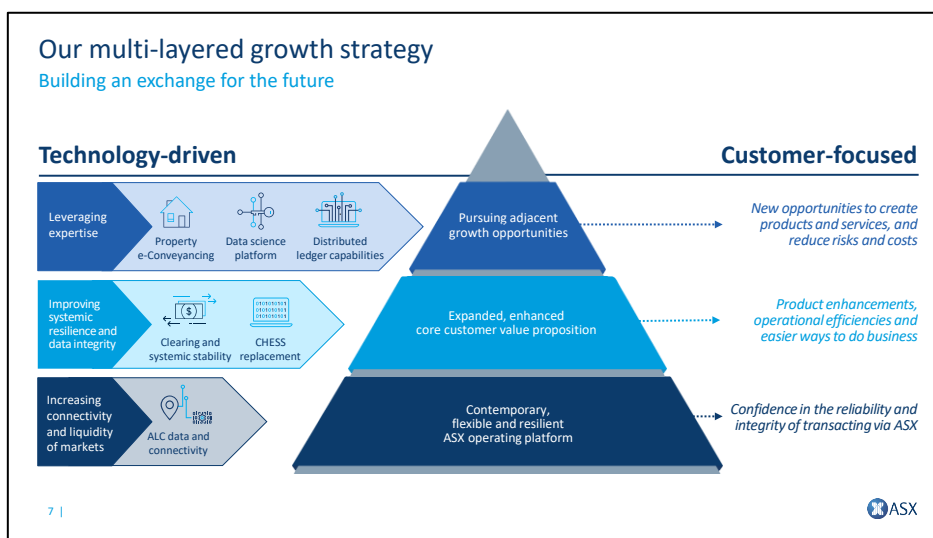 Our multi-layered growth strategy
Building an exchange for the future
Technology-driven
Customer-focused
Leveraging
expertise
Property
e-Conveyancing
Data science
platform
Distributed
ledger capabilities
Pursuing adjacent
growth opportunities
New opportunities to create
products and services, and
reduce risks and costs
Improving
systemic
resilience and
data integrity
($)
Clearing and
systemic stability
0101010101
0101010101
0101010101
CHESS
replacement
Expanded, enhanced
core customer value proposition
Product enhancements,
operational efficiencies and
easier ways to do business
Increasing
connectivity
and liquidity
of markets
ALC data and
connectivity
Contemporary,
flexible and resilient
ASX operating platform
Confidence in the reliability and
integrity of transacting via ASX
7 |
ASX